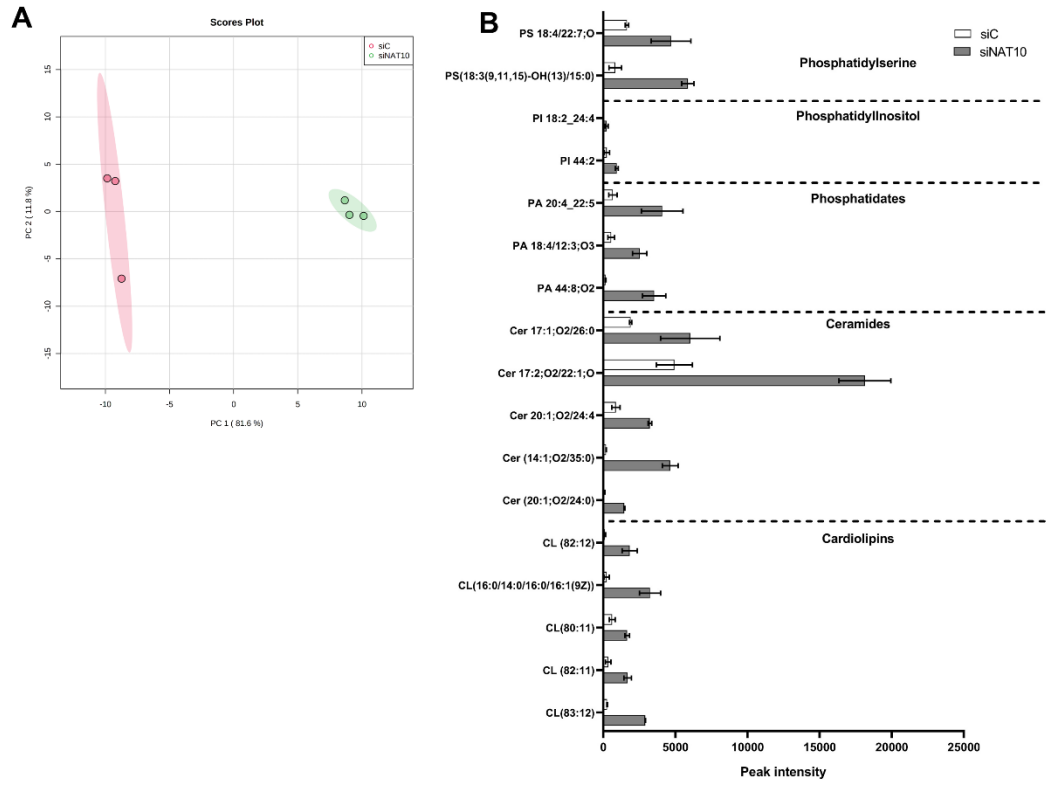 A
Scores Plot
siC
siNAT10
15
10
5
0
-5
-10
-15
PC 2 ( 11.8 %)
-10
-5
0
5
10
PC 1 ( 81.6 %)
B
siC
siNAT10
PS 18:4/22:7;O
PS(18:3(9,11,15)-OH(13)/15:0)
Phosphatidylserine
PI 18:2_24:4
PhosphatidylInositol
PI 44:2
PA 20:4_22:5
Phosphatidates
PA 18:4/12:3;O3
PA 44:8;O2
Cer 17:1;O2/26:0
Ceramides
Cer 17:2;O2/22:1;O
Cer 20:1;O2/24:4
Cer (14:1;O2/35:0)
Cer (20:1;O2/24:0)
CL (82:12)
Cardiolipins
CL(16:0/14:0/16:0/16:1(9Z))
CL(80:11)
CL (82:11)
CL(83:12)
0
5000
10000
15000
20000
25000
Peak intensity